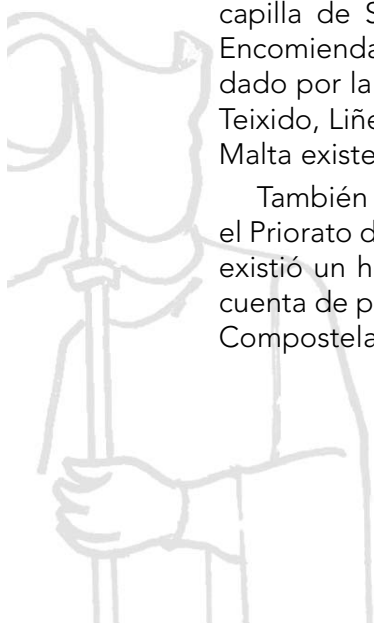 capilla de S
Encomienda
dado por la
Teixido, Liñe
Malta existe
También
el Priorato d
existió un h
cuenta de p
Compostela